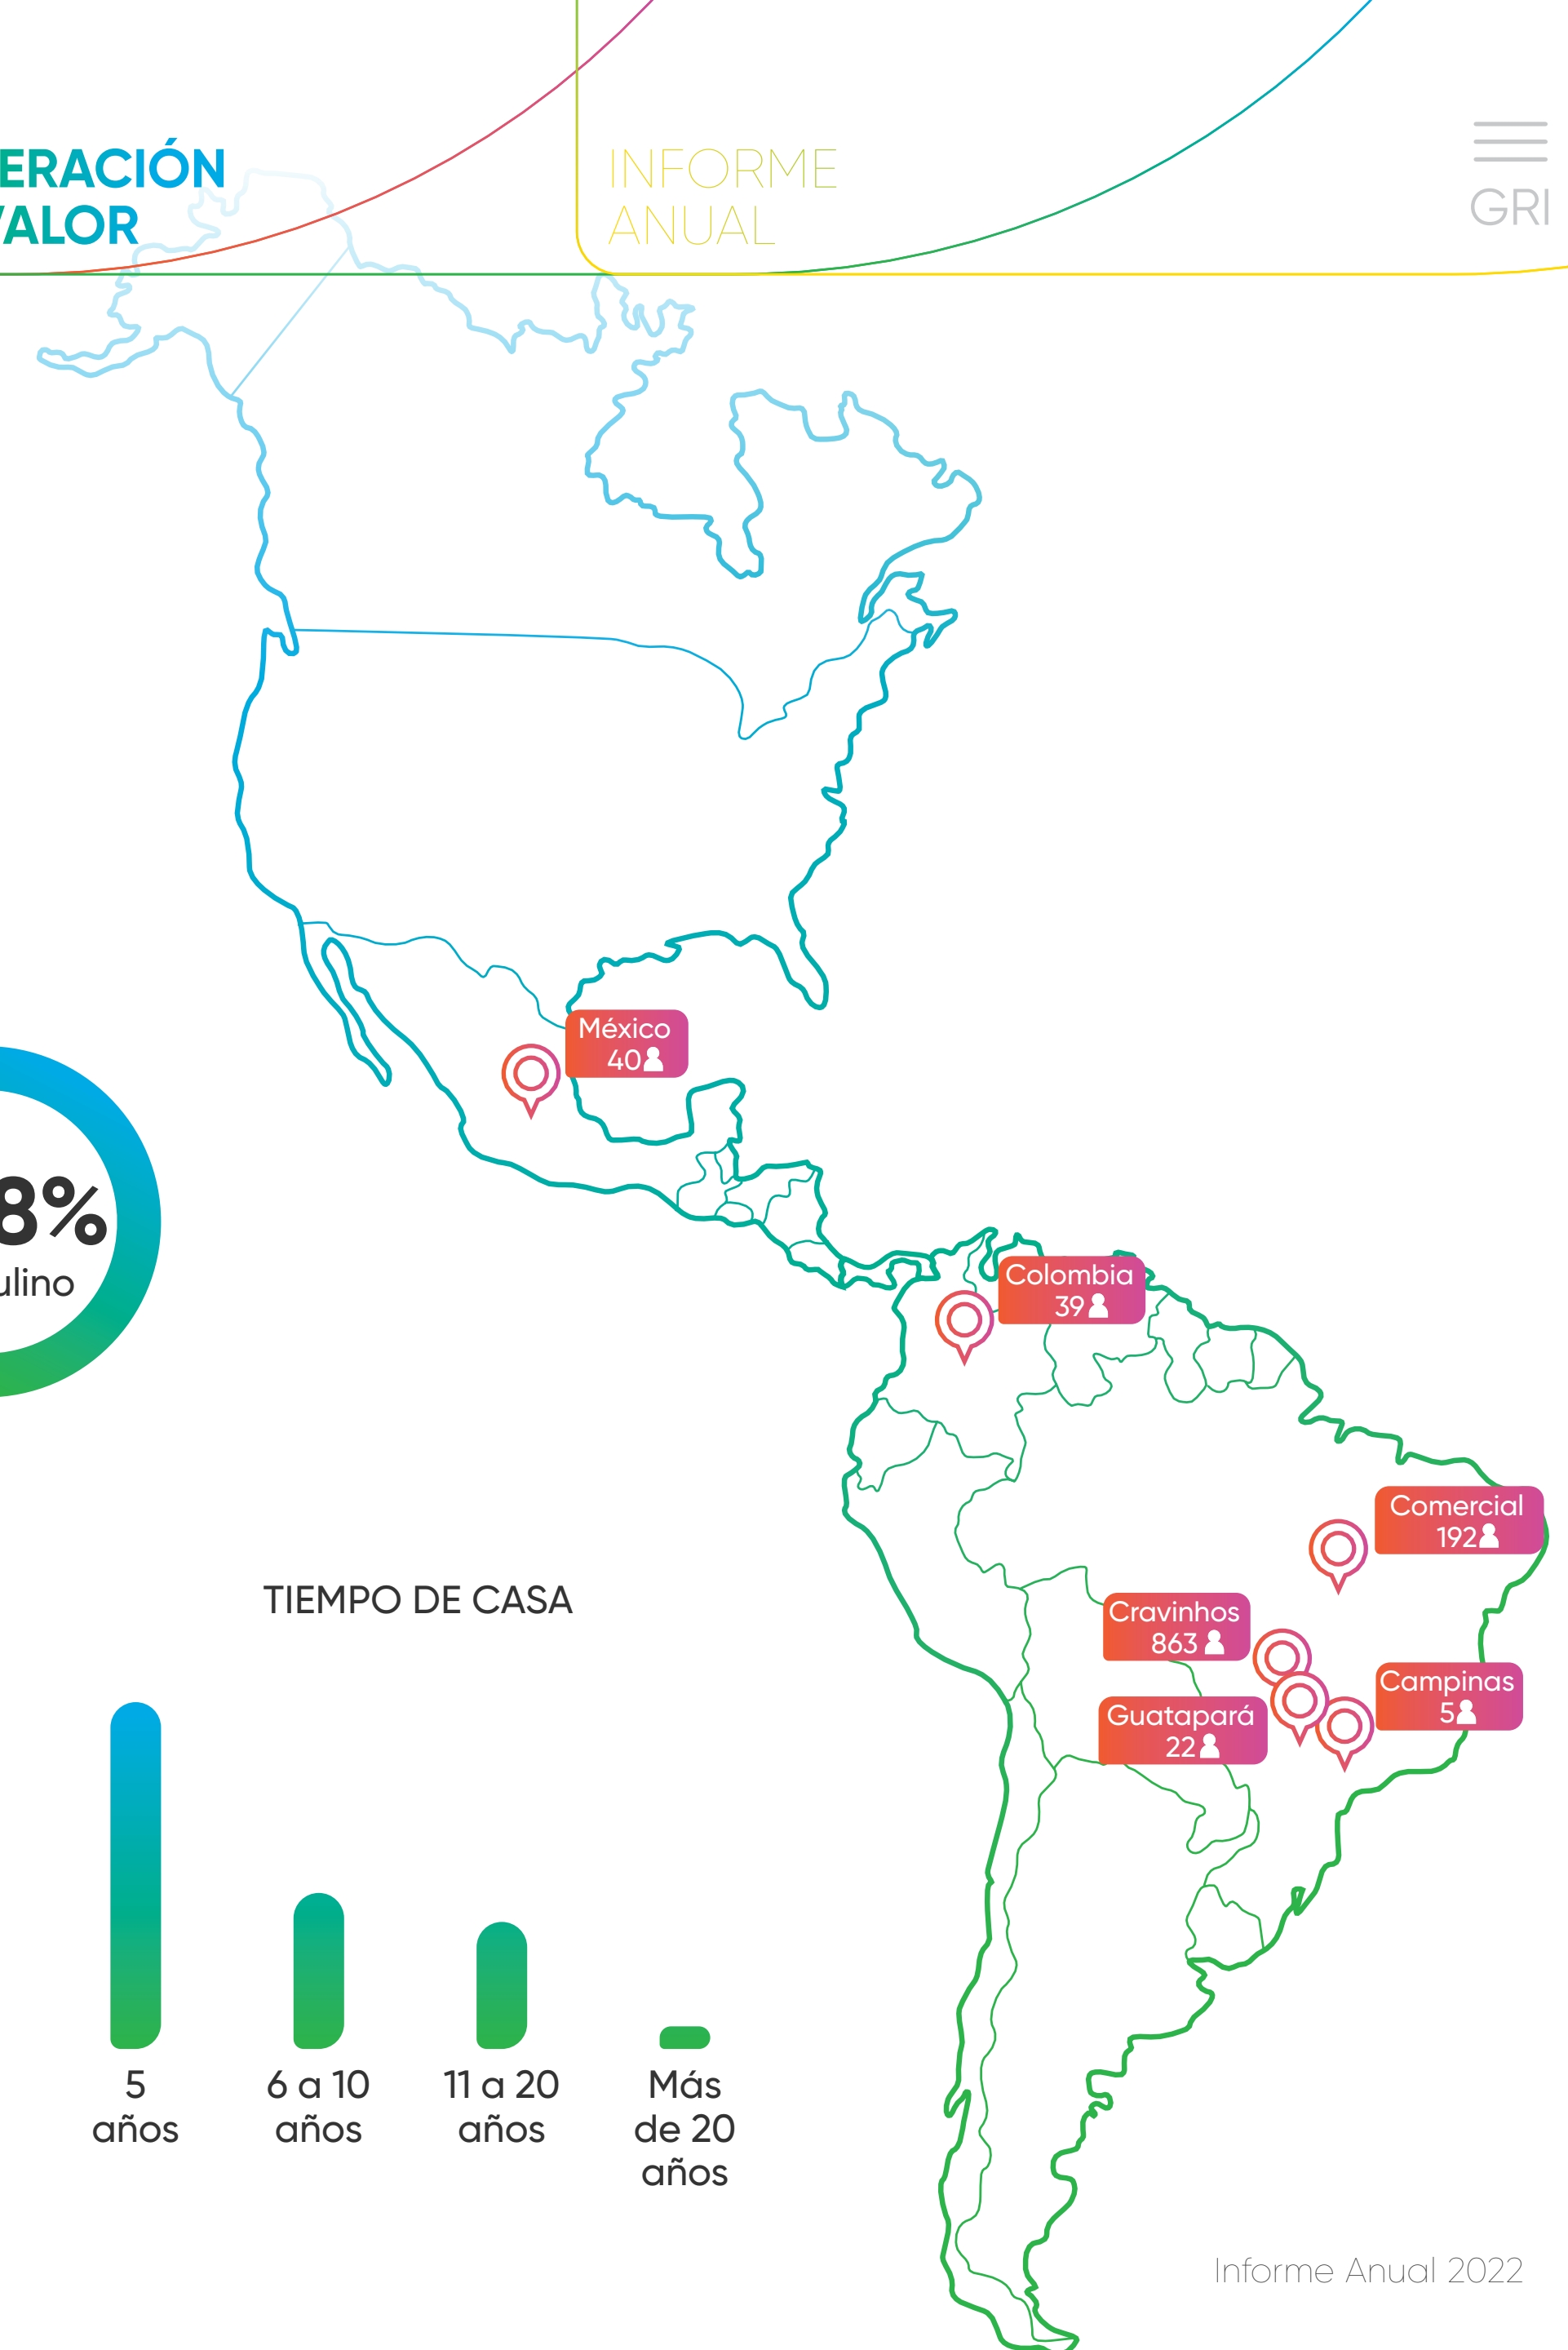 ERACIÓN
VALOR
INFORME
ANUAL
GRI
México
40
8%
ulino
Colombia
39
Comercial
192
Cravinhos
863
Campinas
5
Guatapará
22
TIEMPO DE CASA
5
años
6 a 10
años
11 a 20
años
Más
de 20
años
Informe Anual 2022